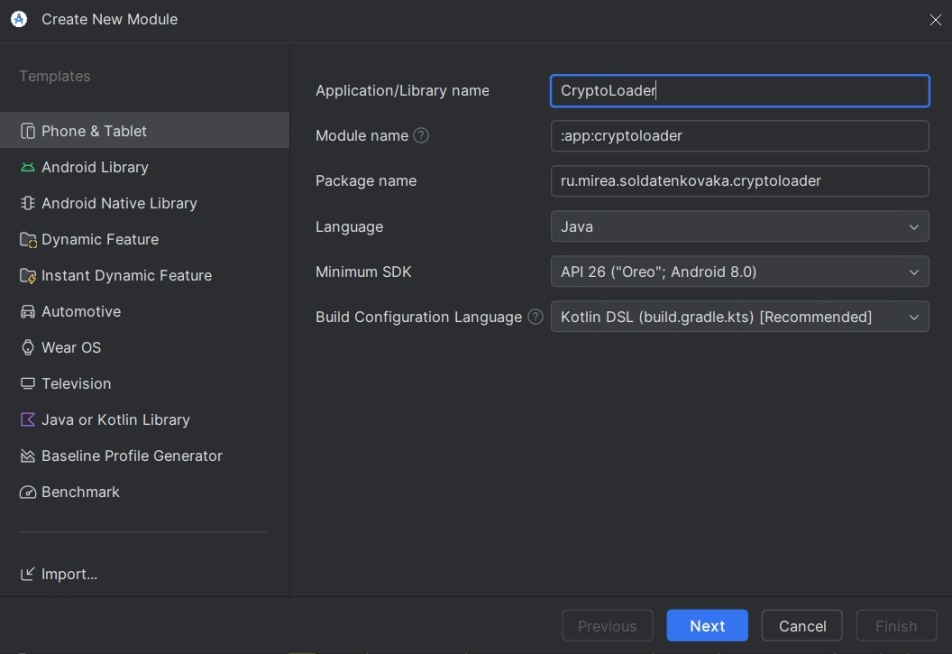 Create New Module
Templates
Phone & Tablet
Android Library
Android Native Library
Dynamic Feature
Instant Dynamic Feature
Automotive
Wear OS
Television
Java or Kotlin Library
Baseline Profile Generator
Benchmark
Import...
Application/Library name CryptoLoader
Module name ? :app:cryptoloader
Package name ru.mirea.soldatenkovaka.cryptoloader
Language Java
Minimum SDK API 26 ("Oreo"; Android 8.0)
Build Configuration Language ? Kotlin DSL (build.gradle.kts) [Recommended]
Previous Next Cancel Finish